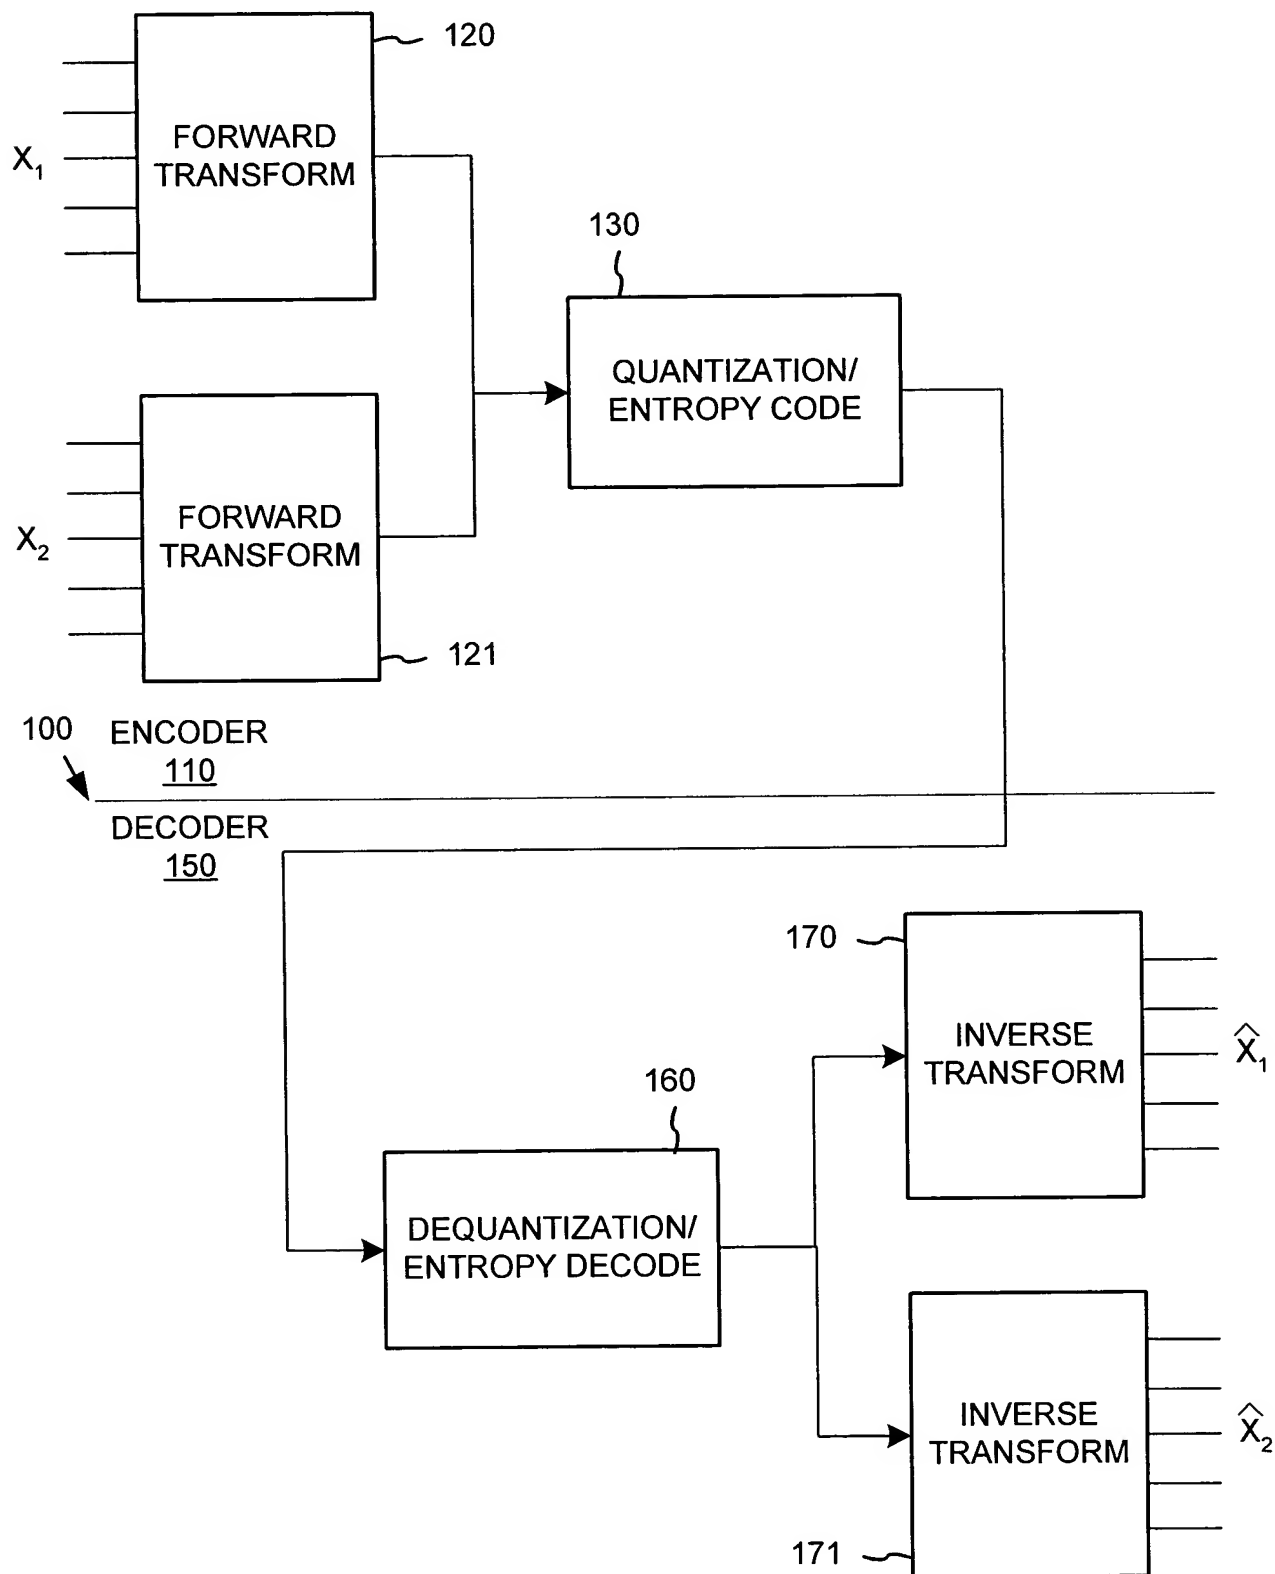 120
FORWARD
TRANSFORM
X₁
130
QUANTIZATION/
ENTROPY CODE
FORWARD
TRANSFORM
X₂
121
100
ENCODER
110
DECODER
150
170
INVERSE
TRANSFORM
X̂₁
160
DEQUANTIZATION/
ENTROPY DECODE
INVERSE
TRANSFORM
X̂₂
171